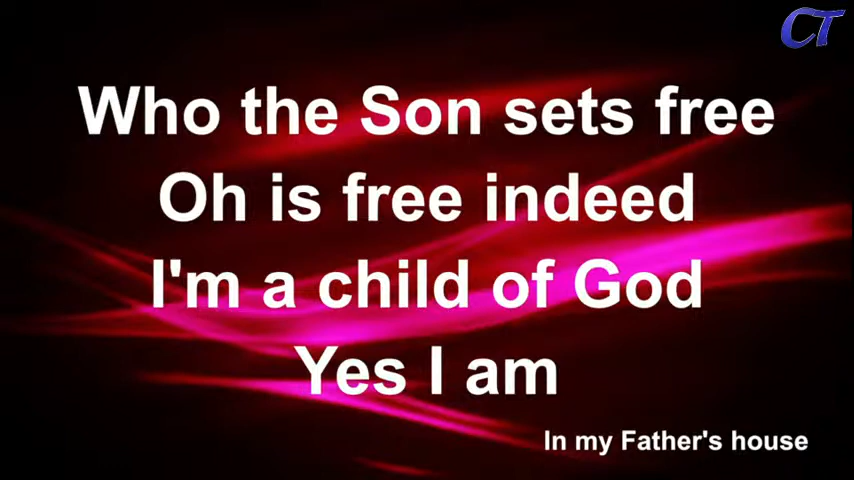 CT
Who the Son sets free
Oh is free indeed
I'm a child of God
Yes I am
In my Father's house